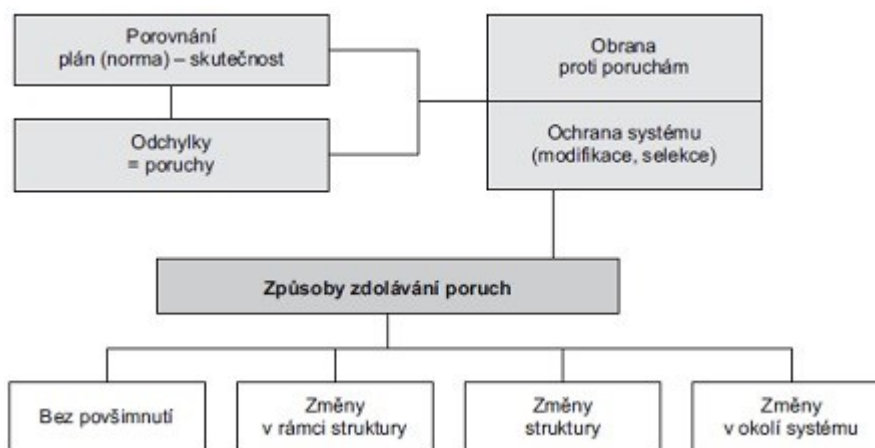 Porovnání
plán (norma) – skutečnost
Odchylky
= poruchy
Obrana
proti poruchám
Ochrana systému
(modifikace, selekce)
Způsoby zdolávání poruch
Bez povšimnutí
Změny
v rámci struktury
Změny
struktury
Změny
v okolí systému